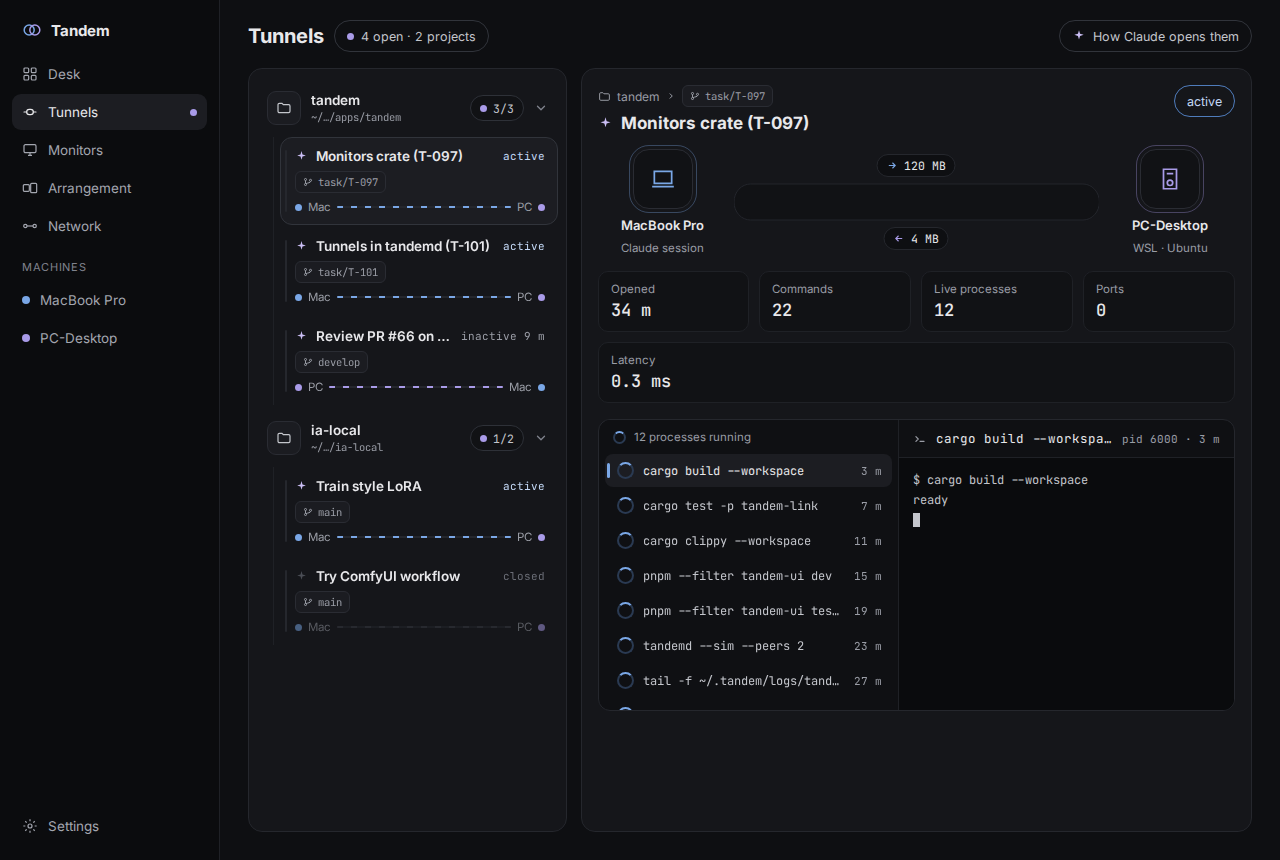 Tandem
Desk
Tunnels
Monitors
Arrangement
Network
MACHINES
MacBook Pro
PC-Desktop
Settings
Tunnels
4 open · 2 projects
How Claude opens them
tandem
~/…/apps/tandem
3/3
Monitors crate (T-097)
active
task/T-097
Mac
PC
Tunnels in tandemd (T-101)
active
task/T-101
Mac
PC
Review PR #66 on …
inactive 9 m
develop
PC
Mac
ia-local
~/…/ia-local
1/2
Train style LoRA
active
main
Mac
PC
Try ComfyUI workflow
closed
main
Mac
PC
tandem
task/T-097
Monitors crate (T-097)
active
MacBook Pro
Claude session
→ 120 MB
← 4 MB
PC-Desktop
WSL · Ubuntu
Opened
34 m
Commands
22
Live processes
12
Ports
0
Latency
0.3 ms
12 processes running
cargo build --workspace 3 m
cargo test -p tandem-link 7 m
cargo clippy --workspace 11 m
pnpm --filter tandem-ui dev 15 m
pnpm --filter tandem-ui tes… 19 m
tandemd --sim --peers 2 23 m
tail -f ~/.tandem/logs/tand… 27 m
cargo build --workspa… pid 6000 · 3 m
$ cargo build --workspace
ready